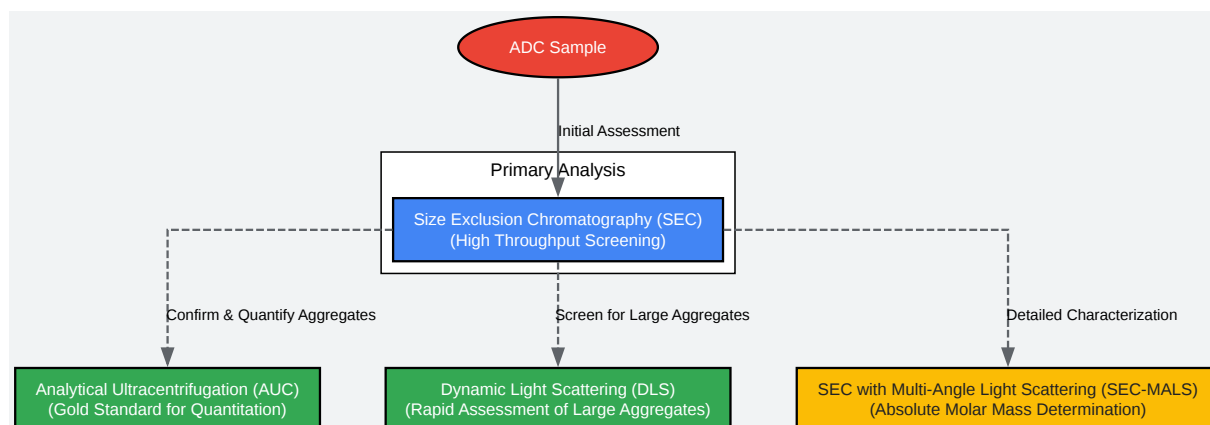 ADC Sample
Initial Assessment
Primary Analysis
Size Exclusion Chromatography (SEC)
(High Throughput Screening)
Confirm & Quantify Aggregates
Screen for Large Aggregates
Detailed Characterization
Analytical Ultracentrifugation (AUC)
(Gold Standard for Quantitation)
Dynamic Light Scattering (DLS)
(Rapid Assessment of Large Aggregates)
SEC with Multi-Angle Light Scattering (SEC-MALS)
(Absolute Molar Mass Determination)